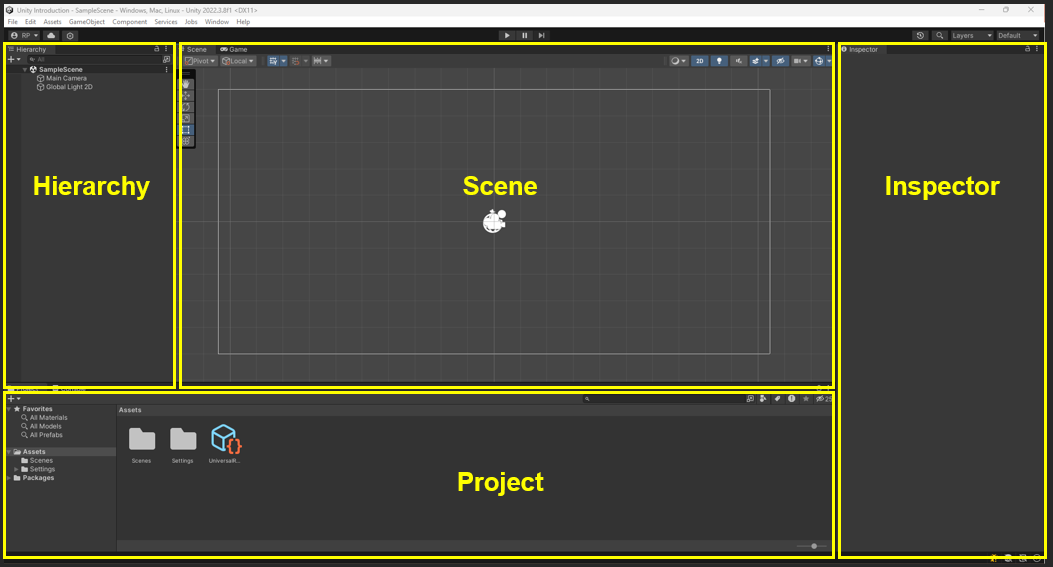 Unity Introduction - SampleScene - Windows, Mac, Linux - Unity 2022.3.8f1 <DX11>
File Edit Assets GameObject Component Services Jobs Window Help
RP Layers Default
Hierarchy
All
SampleScene
Main Camera
Global Light 2D
Hierarchy
Scene Game
Pivot Local 2D
Scene
Inspector
Inspector
Favorites
All Materials
All Models
All Prefabs
Assets
Scenes
Settings
Packages
Assets
Scenes Settings UniversalR...
Project